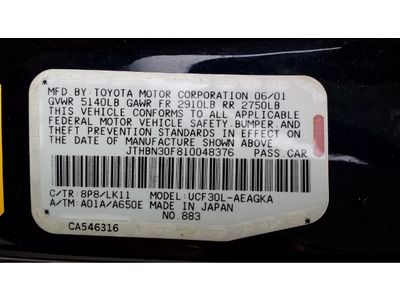 MFD.BY: TOYOTA MOTOR CORPORATION 06/01
GVWR 5140LB GAWR FR 2910LB RR 2750LB
THIS VEHICLE CONFORMS TO ALL APPLICABLE
FEDERAL MOTOR VEHICLE SAFETY,BUMPER,AND
THEFT PREVENTION STANDARDS IN EFFECT ON
THE DATE OF MANUFACTURE SHOWN ABOVE.
JTHBN30F810048376 PASS CAR
C/TR: 8P8/LK11 MODEL: UCF30L-AEAGKA
A/TM: A01A/A650E MADE IN JAPAN
NO.883
CA546316